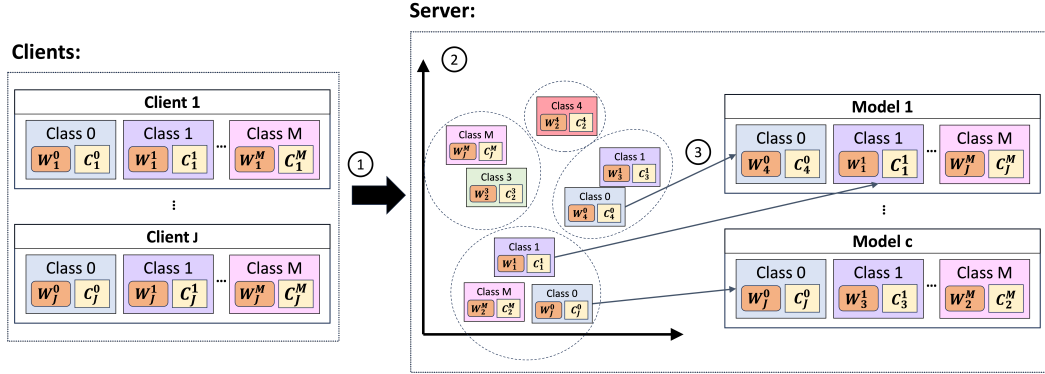 Server:
Clients:
Client 1
Class 0 Class 1 Class M
W_1^0 C_1^0 W_1^1 C_1^1 ... W_1^M C_1^M
⋮
Client J
Class 0 Class 1 Class M
W_J^0 C_J^0 W_J^1 C_J^1 ... W_J^M C_J^M
1
2
Class 4
W_2^4 C_2^4
Class M
W_J^M C_J^M
Class 3
W_2^3 C_2^3
Class 1
W_3^1 C_3^1
Class 0
W_4^0 C_4^0
Class 1
W_1^1 C_1^1
Class M
W_2^M C_2^M
Class 0
W_J^0 C_J^0
3
Model 1
Class 0 Class 1 Class M
W_4^0 C_4^0 W_1^1 C_1^1 ... W_J^M C_J^M
⋮
Model c
Class 0 Class 1 Class M
W_J^0 C_J^0 W_3^1 C_3^1 ... W_2^M C_2^M